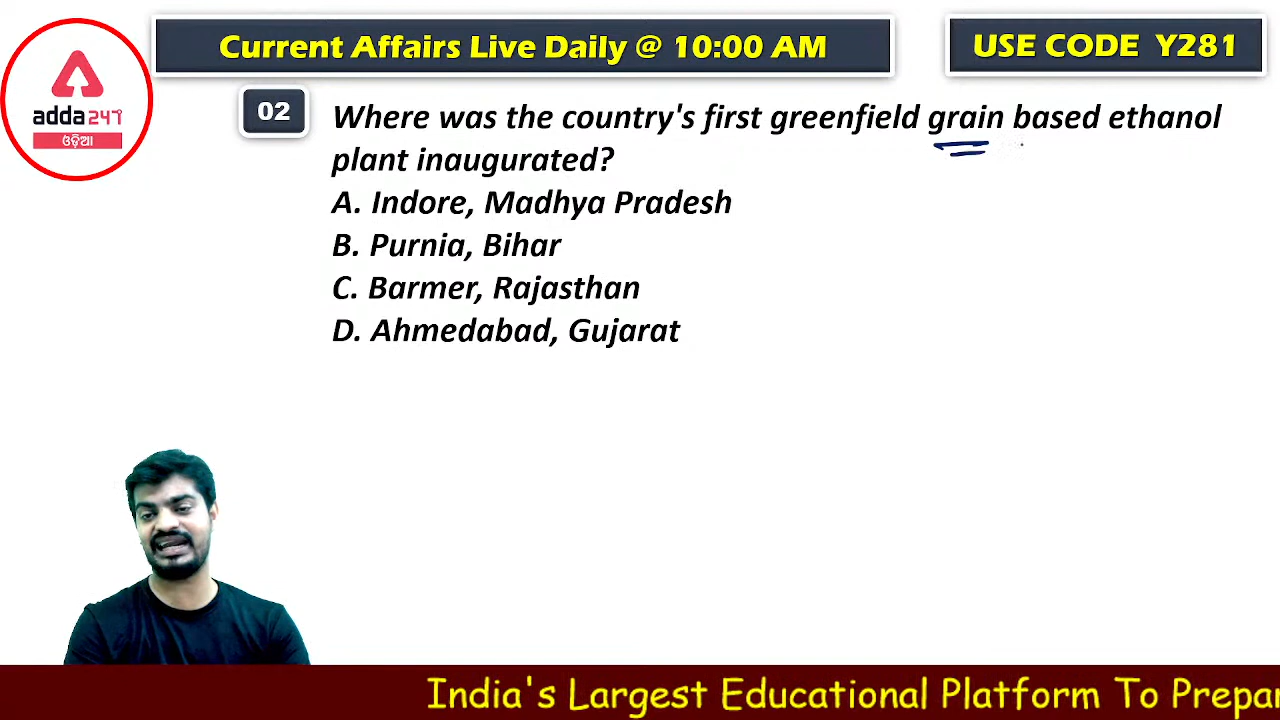 Current Affairs Live Daily @ 10:00 AM
USE CODE Y281
adda247
ଓଡ଼ିଆ
02
Where was the country's first greenfield grain based ethanol
plant inaugurated?
A. Indore, Madhya Pradesh
B. Purnia, Bihar
C. Barmer, Rajasthan
D. Ahmedabad, Gujarat
India's Largest Educational Platform To Prepar